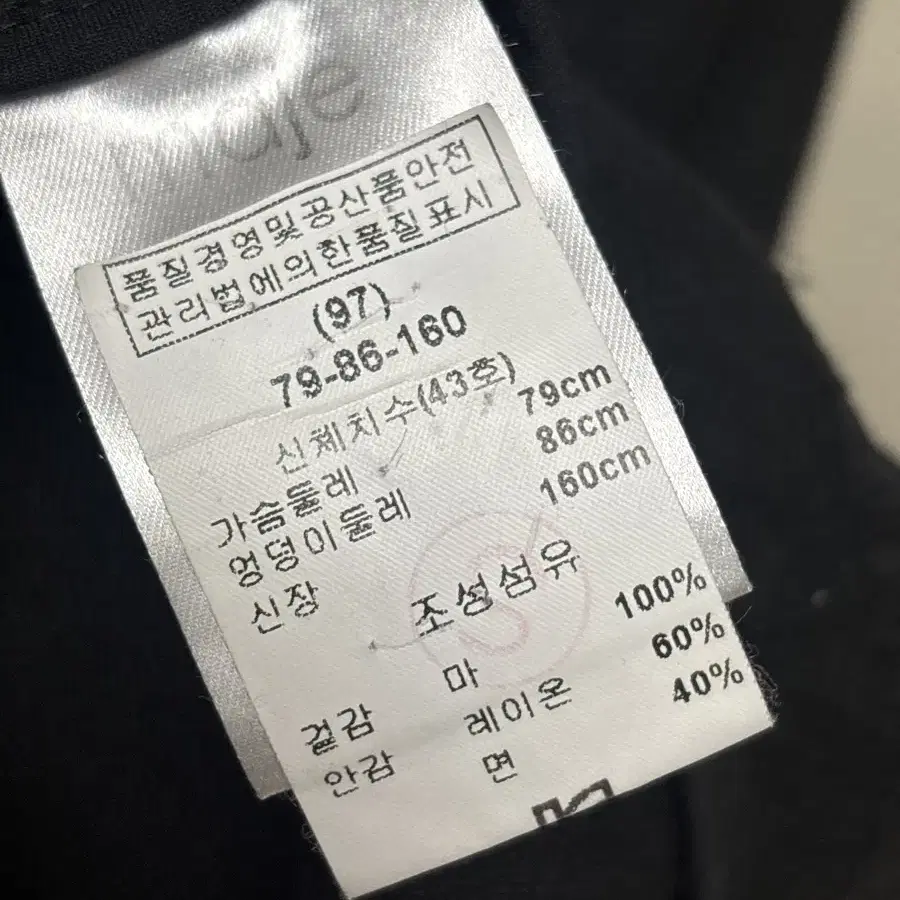 maje
품질경영및공산품안전
관리법에의한품질표시
(97)
79-86-160
신체치수(43호)
가슴둘레 79cm
엉덩이둘레 86cm
신장 160cm
조성섬유
겉감 마 100%
안감 레이온 60%
면 40%